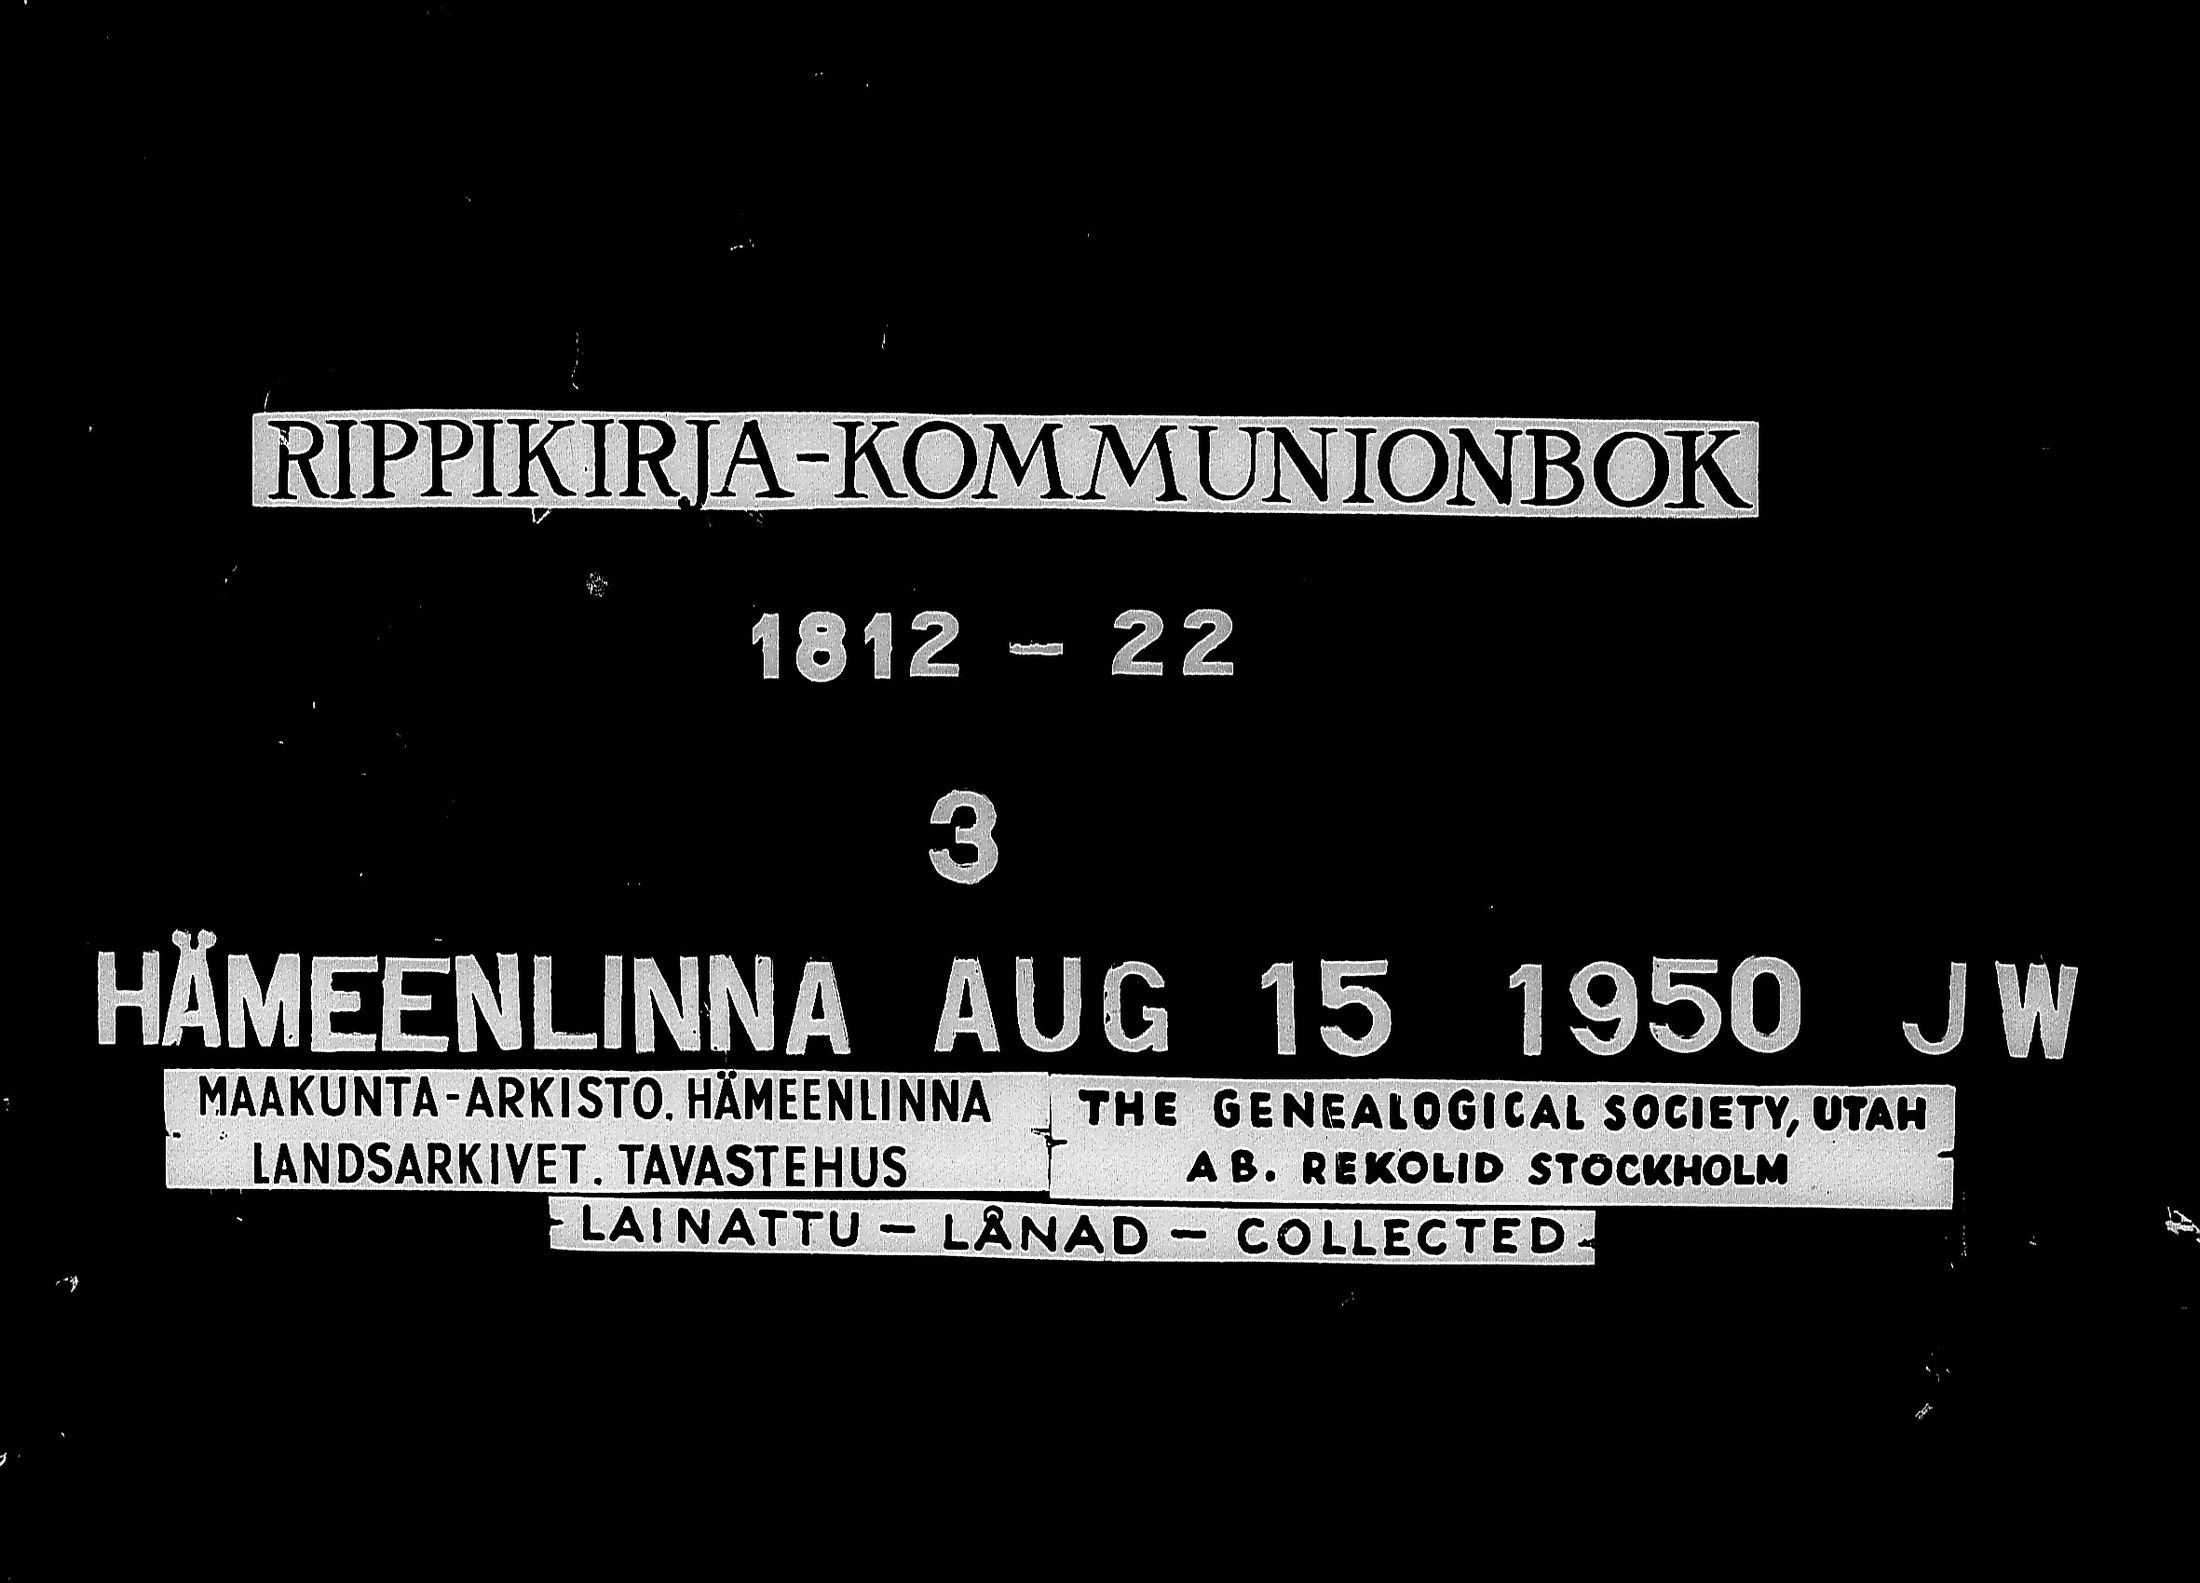 RIPPIKIRJA-KOMMUNIONBOK
1812 - 22
3
HÄMEENLINNA AUG 15 1950 JW
MAAKUNTA-ARKISTO. HÄMEENLINNA
LANDSARKIVET. TAVASTEHUS
THE GENEALOGICAL SOCIETY, UTAH
AB. REKOLID STOCKHOLM
LAINATTU - LÅNAD - COLLECTED